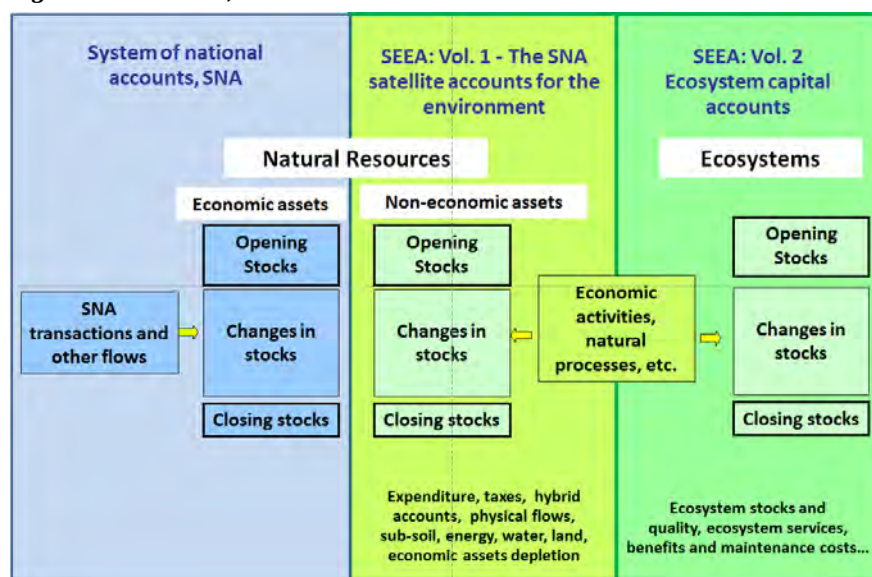 System of national
accounts, SNA
SEEA: Vol. 1 - The SNA
satellite accounts for the
environment
SEEA: Vol. 2
Ecosystem capital
accounts
Natural Resources
Ecosystems
Economic assets
Non-economic assets
Opening
Stocks
Opening
Stocks
Opening
Stocks
SNA
transactions and
other flows
Changes in
stocks
Changes in
stocks
Economic
activities,
natural
processes, etc.
Changes in
stocks
Closing stocks
Closing stocks
Closing stocks
Expenditure, taxes, hybrid
accounts, physical flows,
sub-soil, energy, water, land,
economic assets depletion
Ecosystem stocks and
quality, ecosystem services,
benefits and maintenance costs...